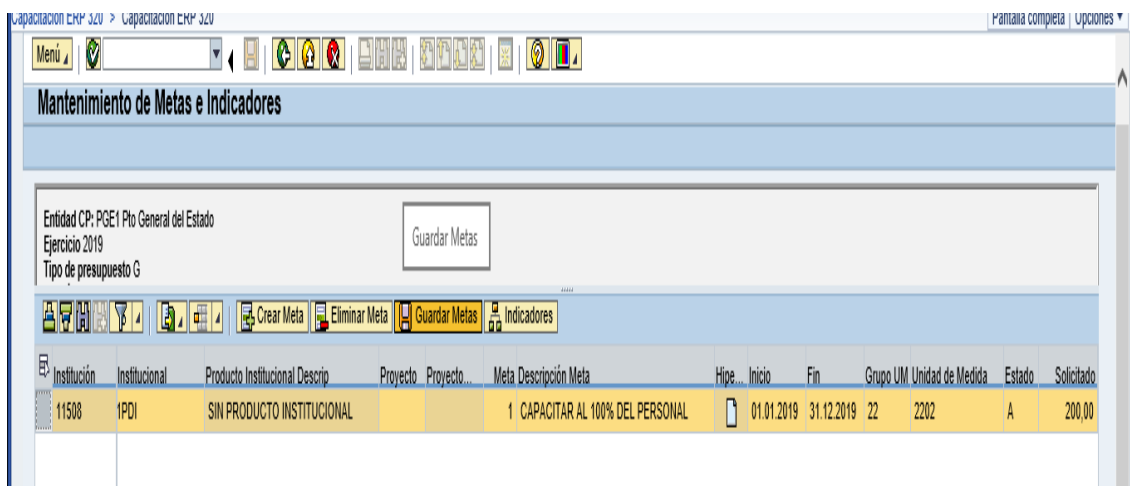 Capacitación ERP 320 > Capacitación ERP 320 Pantalla completa | Opciones
Menú
Mantenimiento de Metas e Indicadores
Entidad CP: PGE1 Pto General del Estado
Ejercicio 2019
Tipo de presupuesto G
Guardar Metas
Crear Meta Eliminar Meta Guardar Metas Indicadores
Institución Institucional Producto Institucional Descrip Proyecto Proyecto... Meta Descripción Meta Hipe... Inicio Fin Grupo UM Unidad de Medida Estado Solicitado
11508 1PDI SIN PRODUCTO INSTITUCIONAL 1 CAPACITAR AL 100% DEL PERSONAL 01.01.2019 31.12.2019 22 2202 A 200,00